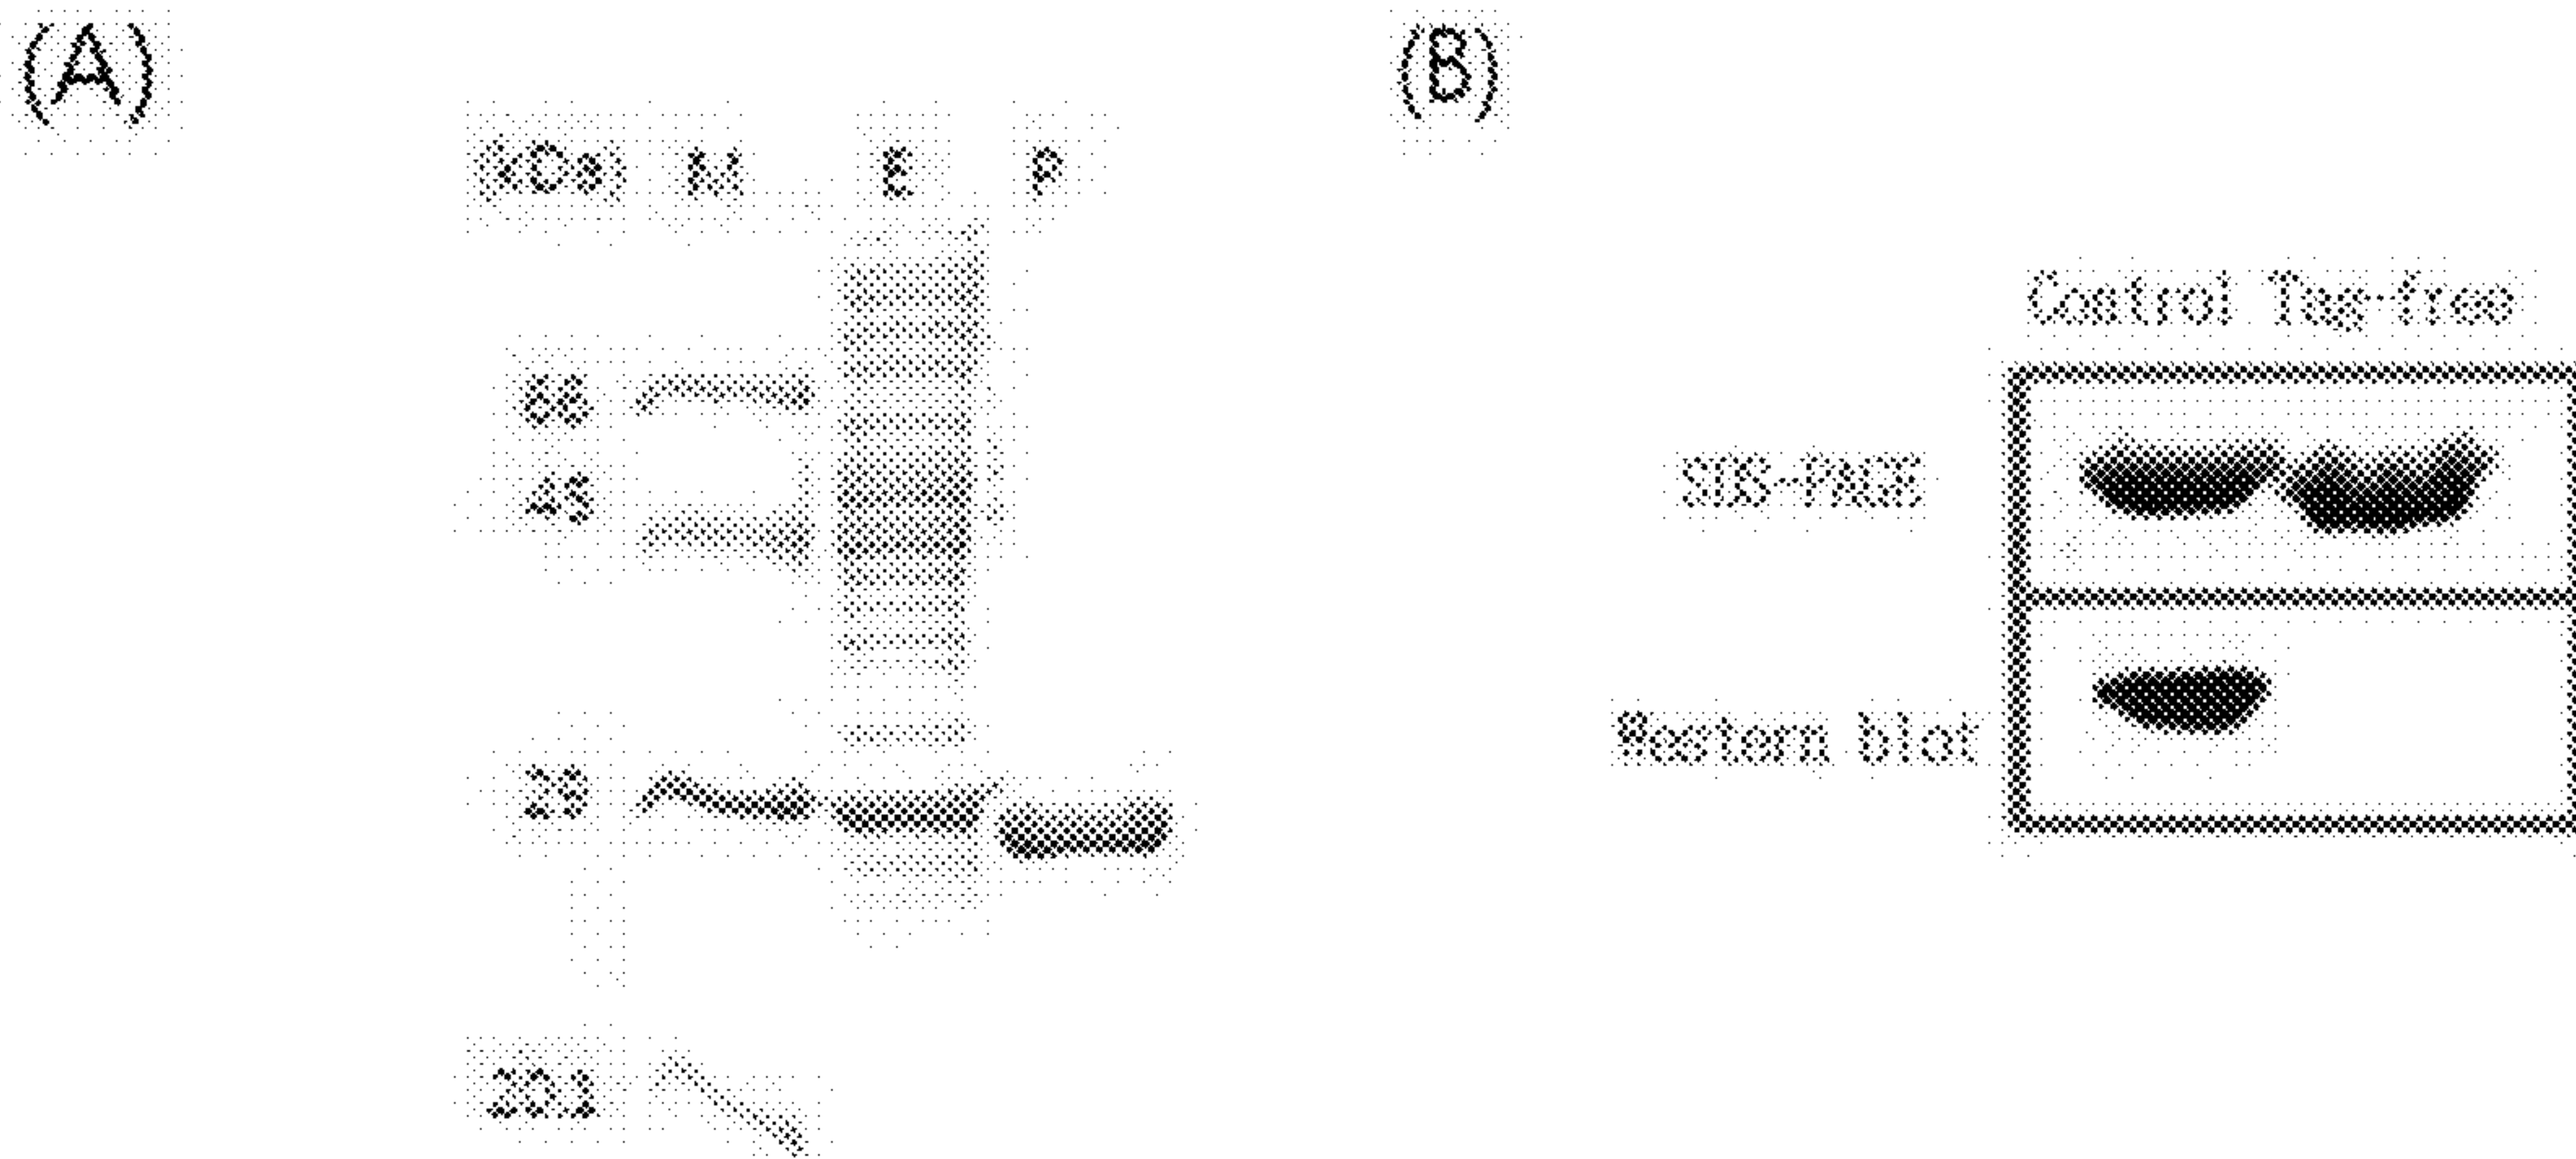 (A)
(B)
(kDa) M E P
Control Tag-free
66
45
SDS-PAGE
29
Western blot
20.1